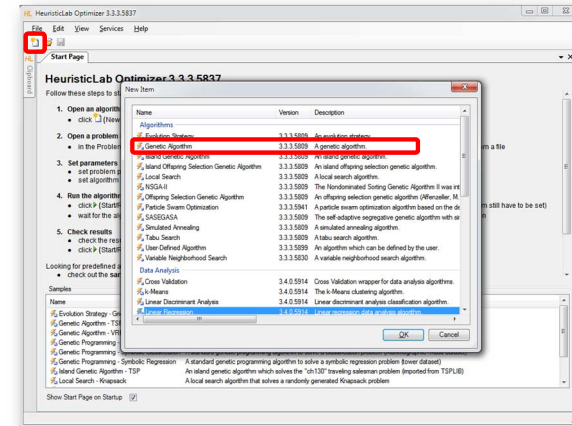 HeuristicLab Optimizer 3.3.3.5837
File Edit View Services Help
Start Page
Clipboard
HeuristicLab Optimizer 3.3.3.5837
Follow these steps to st
1. Open an algorith
click (New
2. Open a problem
in the Problem
m a file
3. Set parameters
set problem p
set algorithm
4. Run the algorithm
click (Start/R
m still have to be set)
wait for the alg
5. Check results
check the res
click (Start/R
Looking for predefined a
check out the sam
New Item
Name Version Description
Algorithms
Evolution Strategy 3.3.3.5809 An evolution strategy.
Genetic Algorithm 3.3.3.5809 A genetic algorithm.
Island Genetic Algorithm 3.3.3.5809 An island genetic algorithm.
Island Offspring Selection Genetic Algorithm 3.3.3.5809 An island offspring selection genetic algorithm.
Local Search 3.3.3.5809 A local search algorithm.
NSGA-II 3.3.3.5809 The Nondominated Sorting Genetic Algorithm II was int
Offspring Selection Genetic Algorithm 3.3.3.5809 An offspring selection genetic algorithm (Affenzeller, M.
Particle Swarm Optimization 3.3.3.5941 A particle swarm optimization algorithm based on the de
SASEGASA 3.3.3.5809 The self-adaptive segregative genetic algorithm with si
Simulated Annealing 3.3.3.5809 A simulated annealing algorithm.
Tabu Search 3.3.3.5809 A tabu search algorithm.
User-Defined Algorithm 3.3.3.5899 An algorithm which can be defined by the user.
Variable Neighborhood Search 3.3.3.5830 A variable neighborhood search algorithm.
Data Analysis
Cross Validation 3.4.0.5914 Cross Validation wrapper for data analysis algorithms.
k-Means 3.4.0.5914 The k-Means clustering algorithm.
Linear Discriminant Analysis 3.4.0.5914 Linear discriminant analysis classification algorithm.
Linear Regression 3.4.0.5914 Linear regression data analysis algorithm.
OK Cancel
Samples
Name
Evolution Strategy - Gri
Genetic Algorithm - TSP
Genetic Algorithm - VRP
Genetic Programming -
Genetic Programming -
Genetic Programming - Symbolic Regression A standard genetic programming algorithm to solve a symbolic regression problem (tower dataset)
Island Genetic Algorithm - TSP An island genetic algorithm which solves the "ch130" traveling salesman problem (imported from TSPLIB)
Local Search - Knapsack A local search algorithm that solves a randomly generated Knapsack problem
Show Start Page on Startup